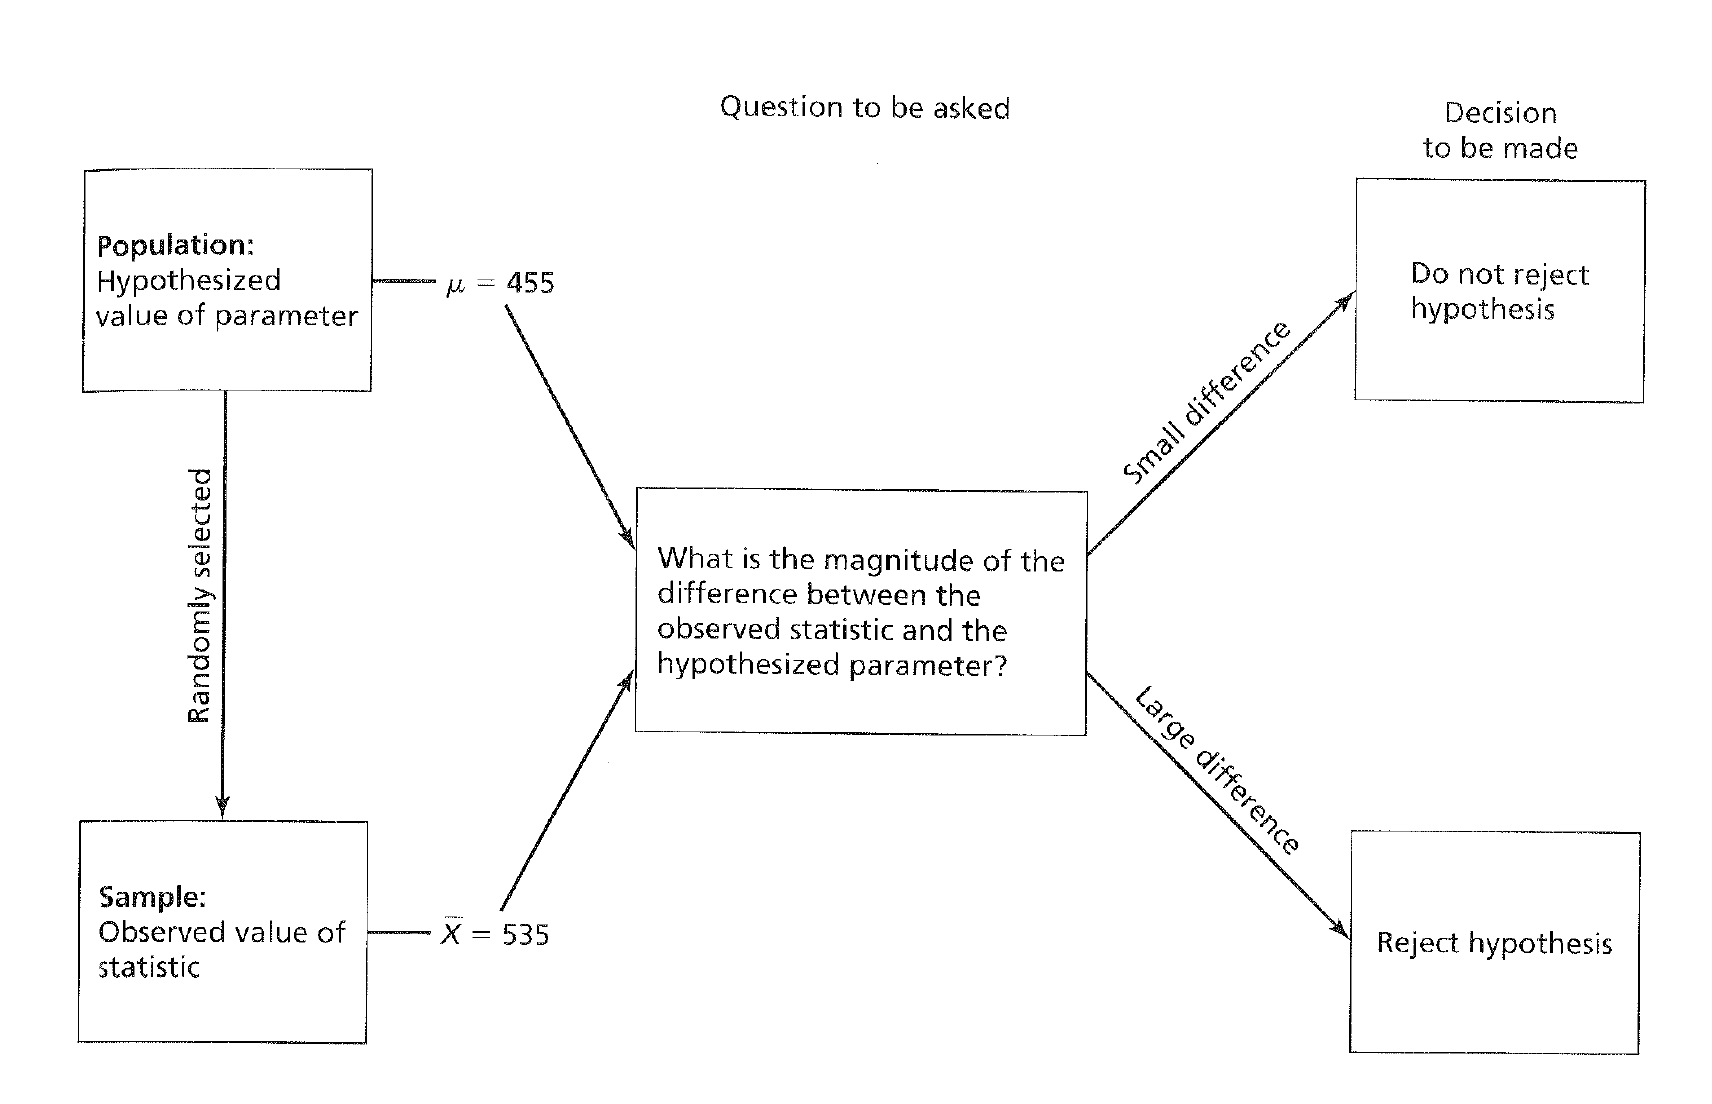 Question to be asked
Decision
to be made
Population:
Hypothesized
value of parameter
μ = 455
Do not reject
hypothesis
Small difference
Randomly selected
What is the magnitude of the
difference between the
observed statistic and the
hypothesized parameter?
Large difference
Sample:
Observed value of
statistic
X̄ = 535
Reject hypothesis